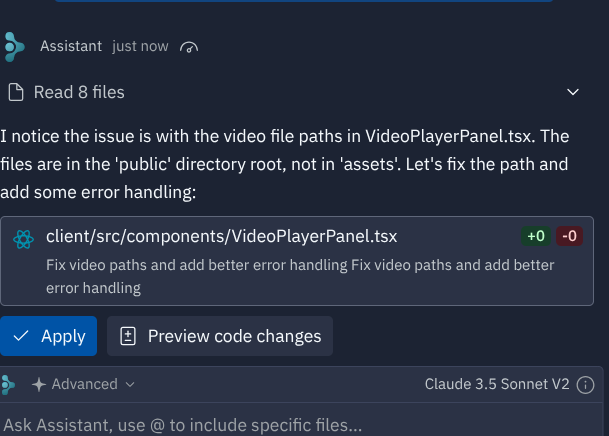 Assistant just now
Read 8 files
I notice the issue is with the video file paths in VideoPlayerPanel.tsx. The
files are in the 'public' directory root, not in 'assets'. Let's fix the path and
add some error handling:
client/src/components/VideoPlayerPanel.tsx +0 -0
Fix video paths and add better error handling Fix video paths and add better
error handling
Apply Preview code changes
Advanced Claude 3.5 Sonnet V2
Ask Assistant, use @ to include specific files...